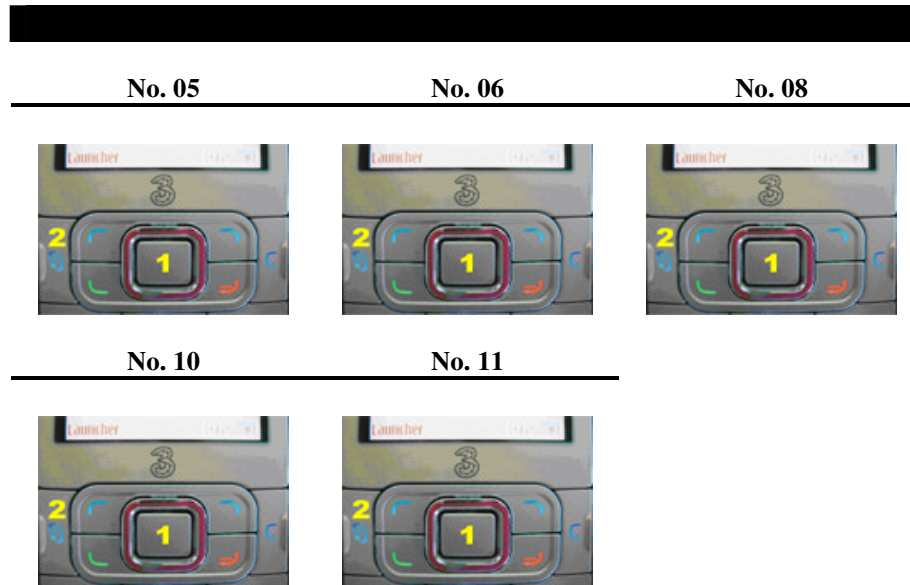 No. 05 No. 06 No. 08
Launcher Launcher Launcher
3 3 3
2 2 2
1 1 1
No. 10 No. 11
Launcher Launcher
3 3
2 2
1 1